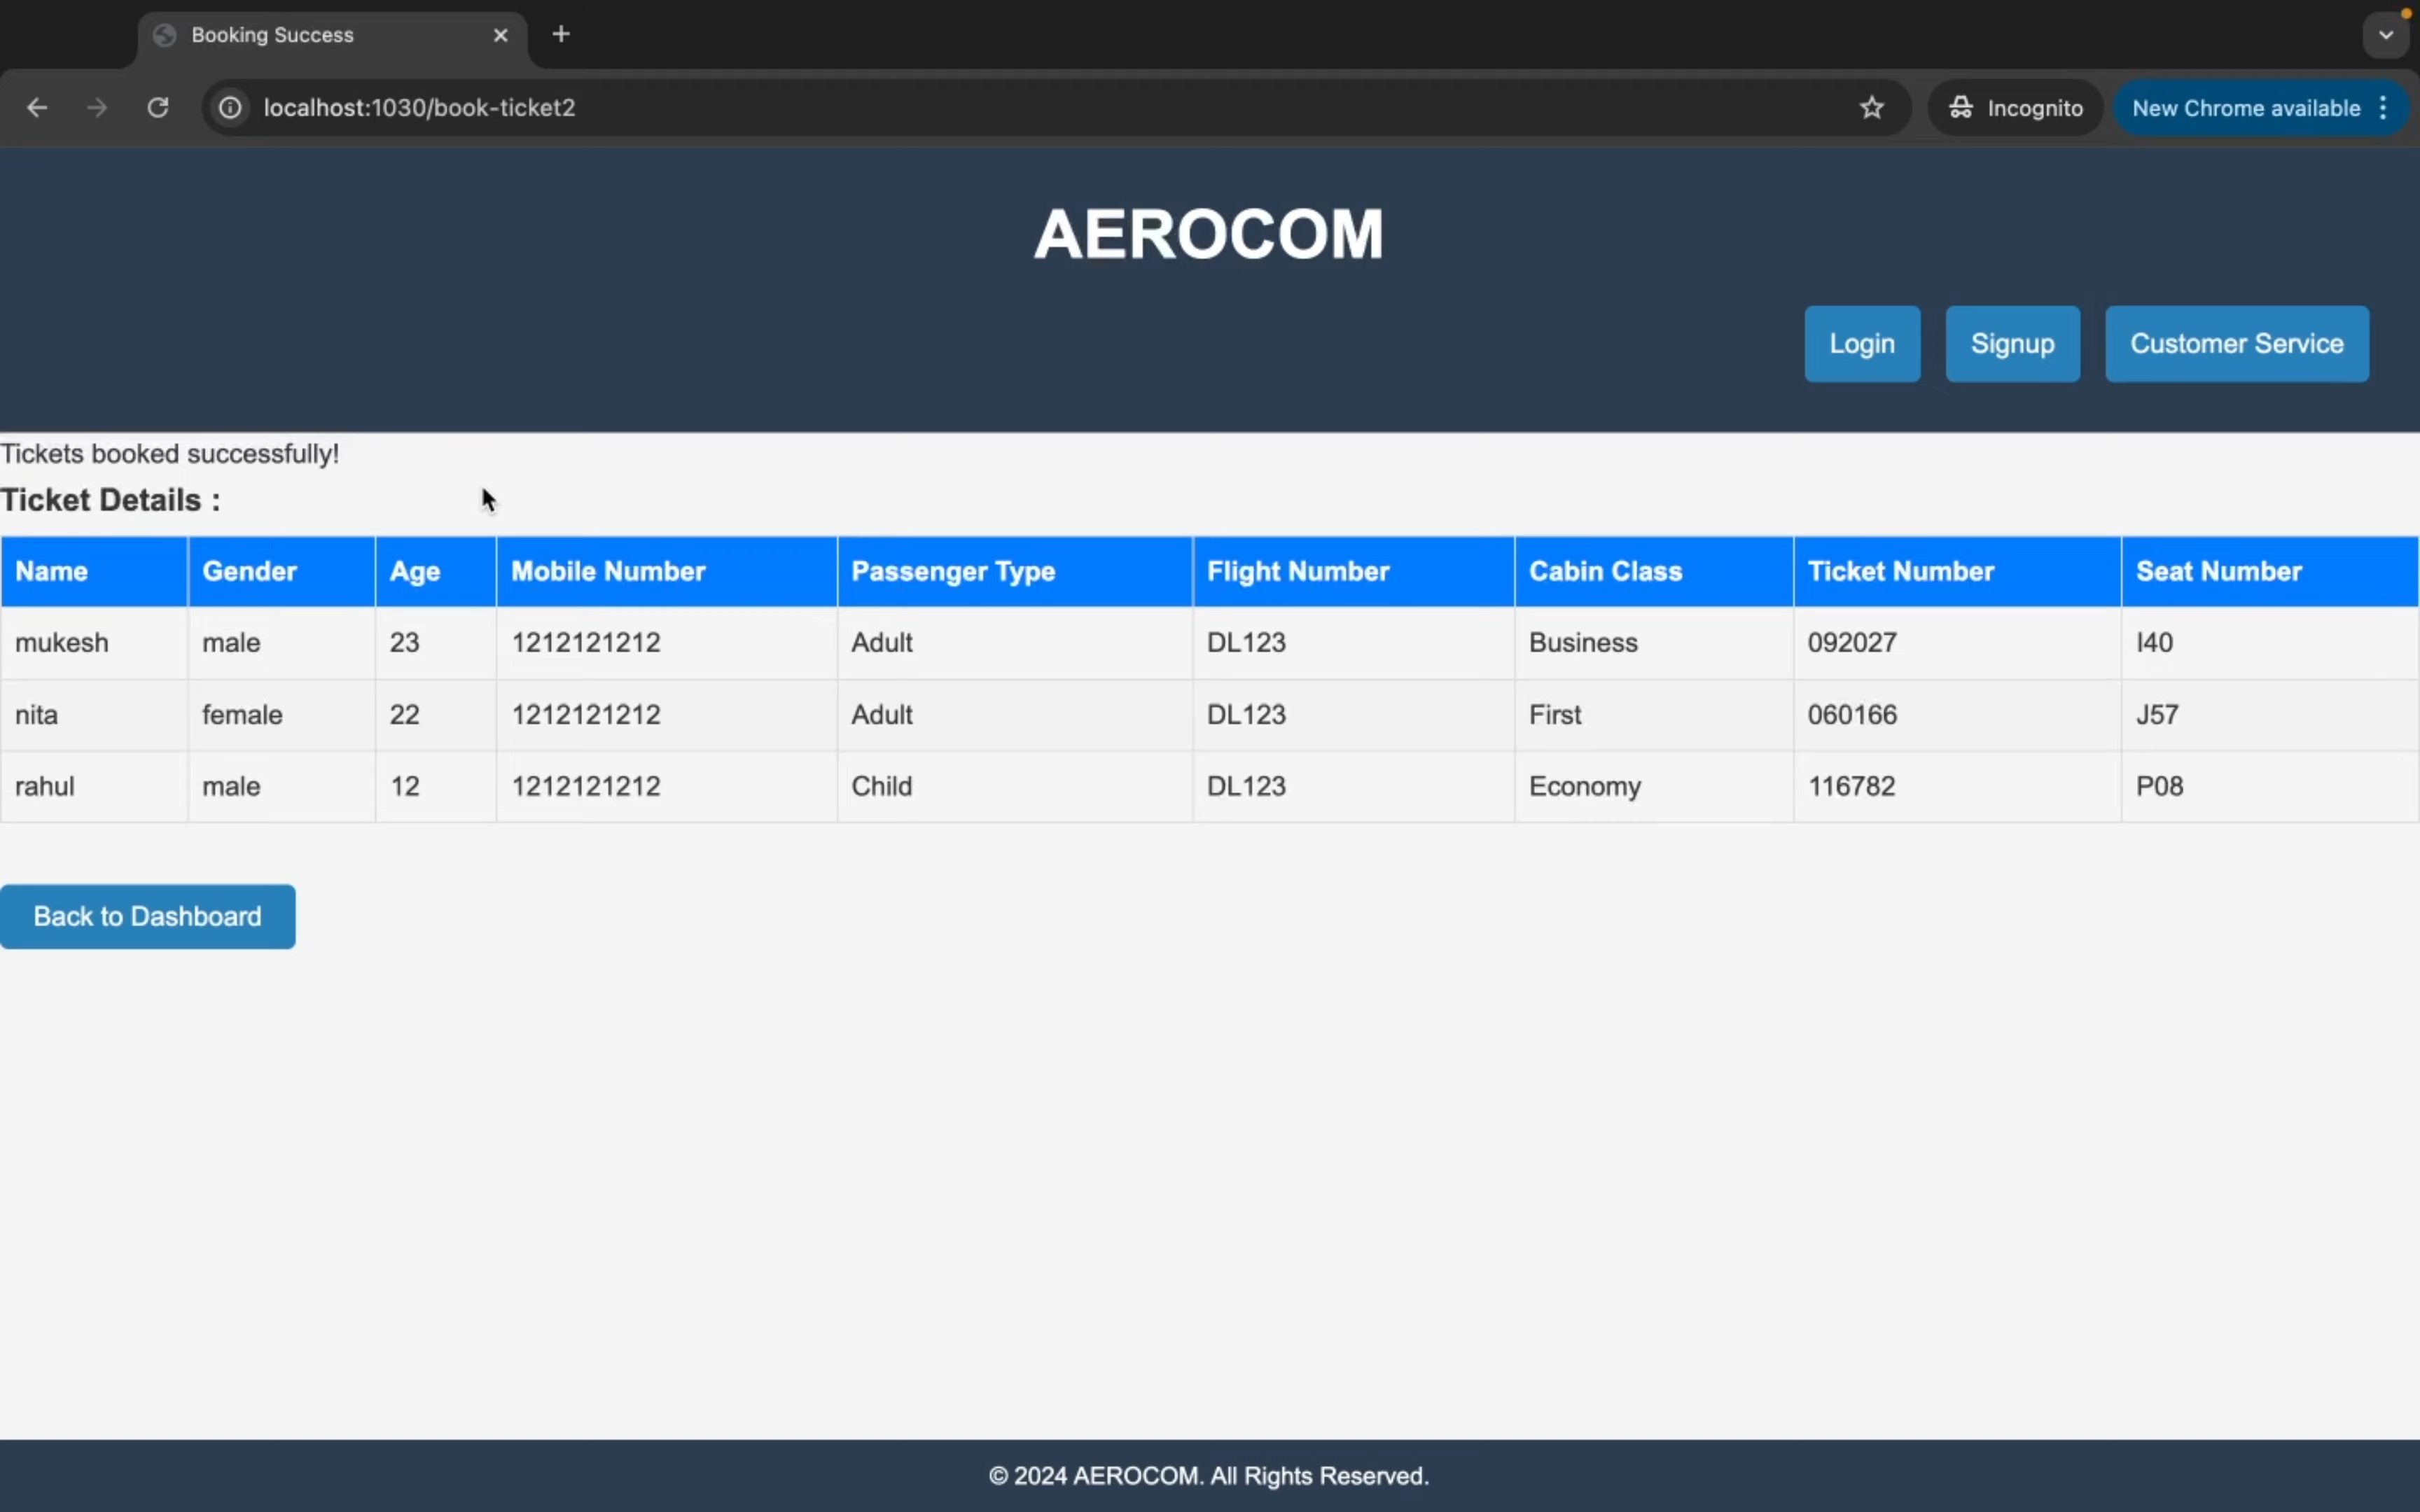 Booking Success
localhost:1030/book-ticket2
Incognito
New Chrome available
AEROCOM
Login Signup Customer Service
Tickets booked successfully!
Ticket Details :
Name Gender Age Mobile Number Passenger Type Flight Number Cabin Class Ticket Number Seat Number
mukesh male 23 1212121212 Adult DL123 Business 092027 I40
nita female 22 1212121212 Adult DL123 First 060166 J57
rahul male 12 1212121212 Child DL123 Economy 116782 P08
Back to Dashboard
© 2024 AEROCOM. All Rights Reserved.